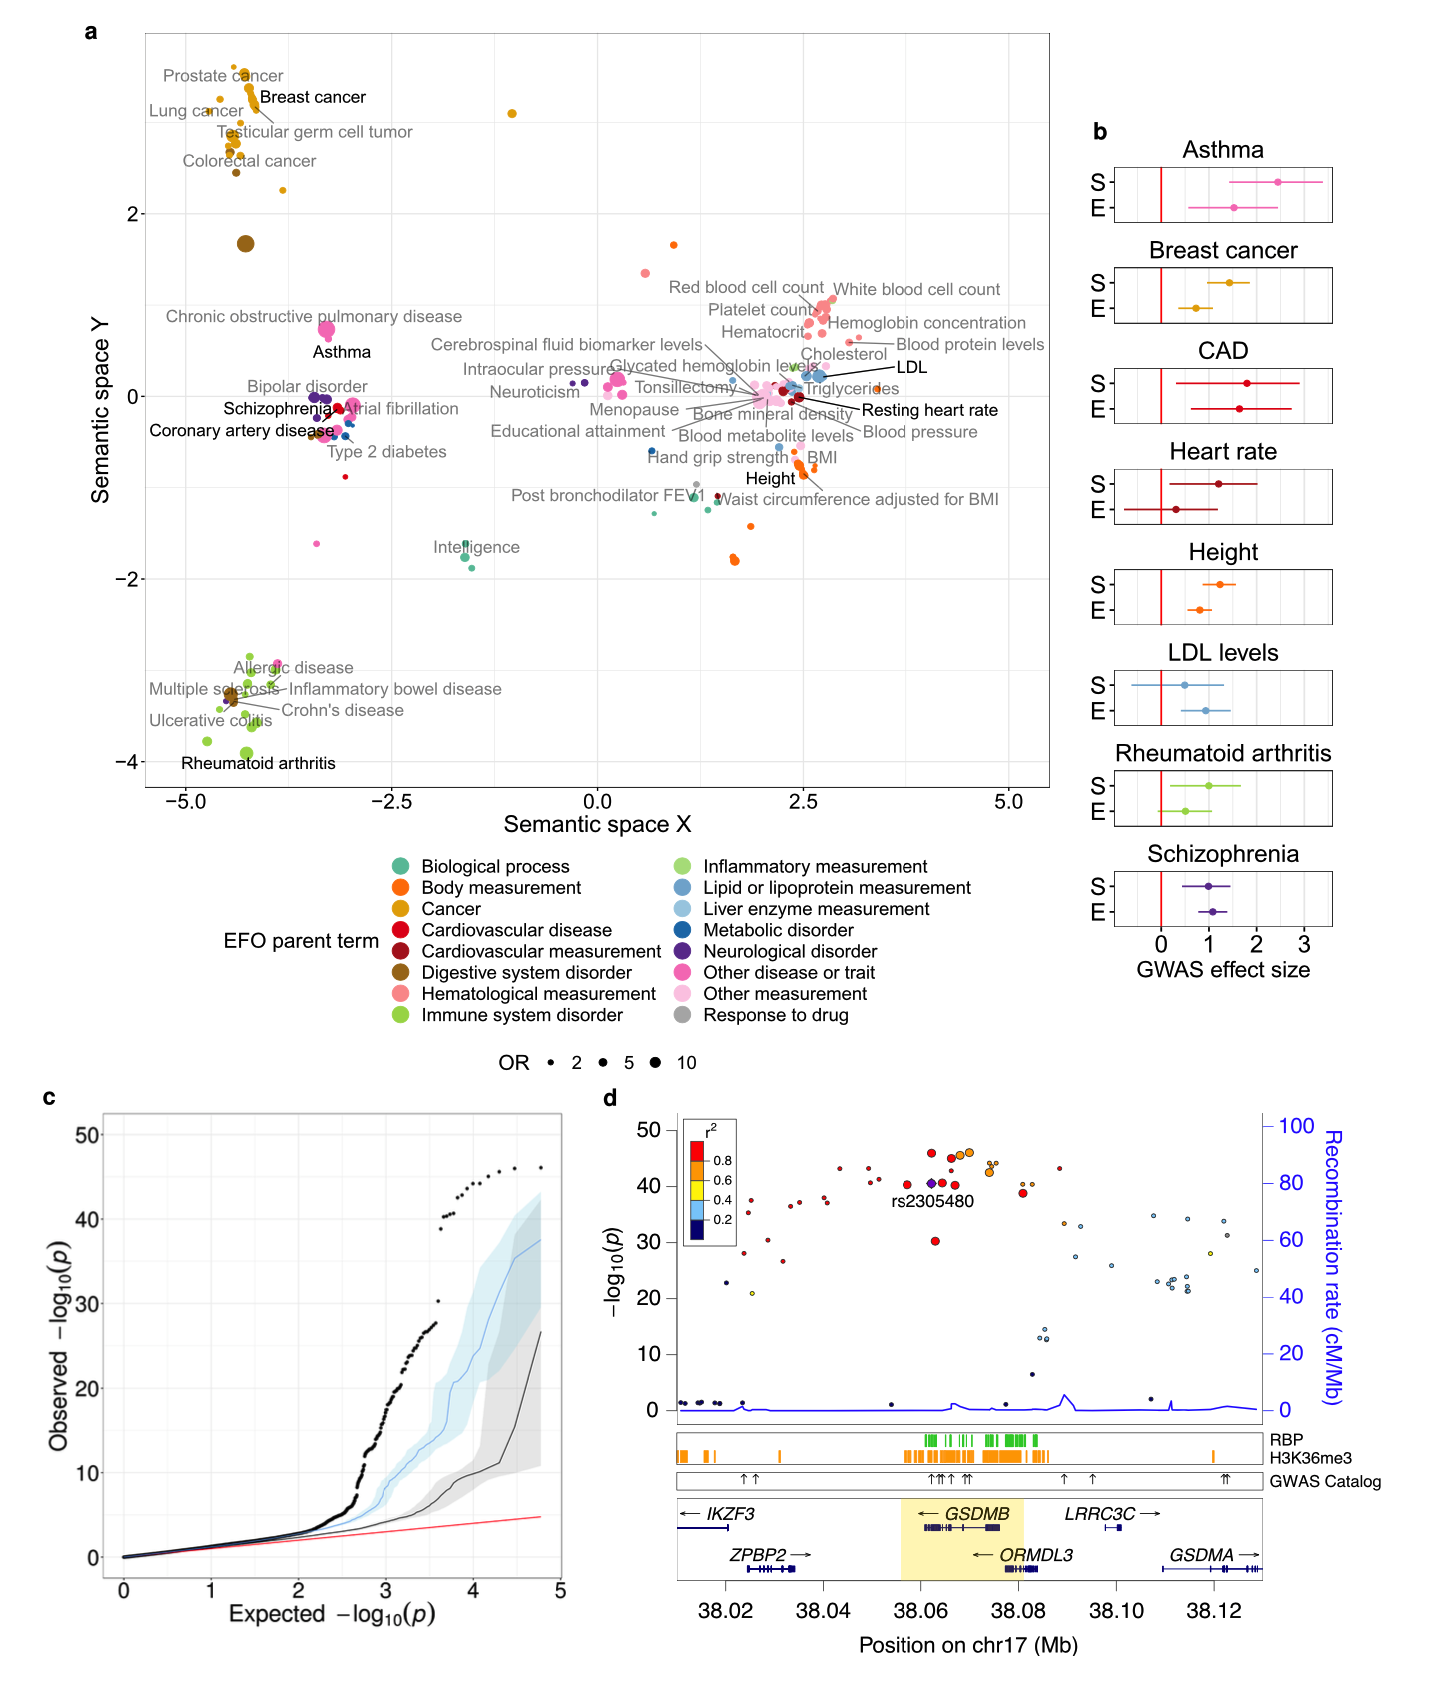 a
Prostate cancer
Breast cancer
Lung cancer
Testicular germ cell tumor
Colorectal cancer
Red blood cell count
White blood cell count
Platelet count
Hemoglobin concentration
Hematocrit
Blood protein levels
Chronic obstructive pulmonary disease
Asthma
Cerebrospinal fluid biomarker levels
Cholesterol
Intraocular pressure
Glycated hemoglobin levels
LDL
Bipolar disorder
Neuroticism
Tonsillectomy
Triglycerides
Schizophrenia
Atrial fibrillation
Menopause
Bone mineral density
Resting heart rate
Coronary artery disease
Educational attainment
Blood metabolite levels
Blood pressure
Type 2 diabetes
Hand grip strength
BMI
Height
Post bronchodilator FEV1
Waist circumference adjusted for BMI
Intelligence
Allergic disease
Multiple sclerosis
Inflammatory bowel disease
Crohn's disease
Ulcerative colitis
Rheumatoid arthritis
2
0
−2
−4
Semantic space Y
−5.0
−2.5
0.0
2.5
5.0
Semantic space X
EFO parent term
Biological process
Body measurement
Cancer
Cardiovascular disease
Cardiovascular measurement
Digestive system disorder
Hematological measurement
Immune system disorder
Inflammatory measurement
Lipid or lipoprotein measurement
Liver enzyme measurement
Metabolic disorder
Neurological disorder
Other disease or trait
Other measurement
Response to drug
OR 2 5 10
b
Asthma
S
E
Breast cancer
S
E
CAD
S
E
Heart rate
S
E
Height
S
E
LDL levels
S
E
Rheumatoid arthritis
S
E
Schizophrenia
S
E
0 1 2 3
GWAS effect size
c
50
40
30
20
10
0
Observed −log10(p)
0 1 2 3 4 5
Expected −log10(p)
d
50
40
30
20
10
0
−log10(p)
r2
0.8
0.6
0.4
0.2
rs2305480
100
80
60
40
20
0
Recombination rate (cM/Mb)
RBP
H3K36me3
GWAS Catalog
IKZF3
GSDMB
LRRC3C
ZPBP2
ORMDL3
GSDMA
38.02 38.04 38.06 38.08 38.10 38.12
Position on chr17 (Mb)